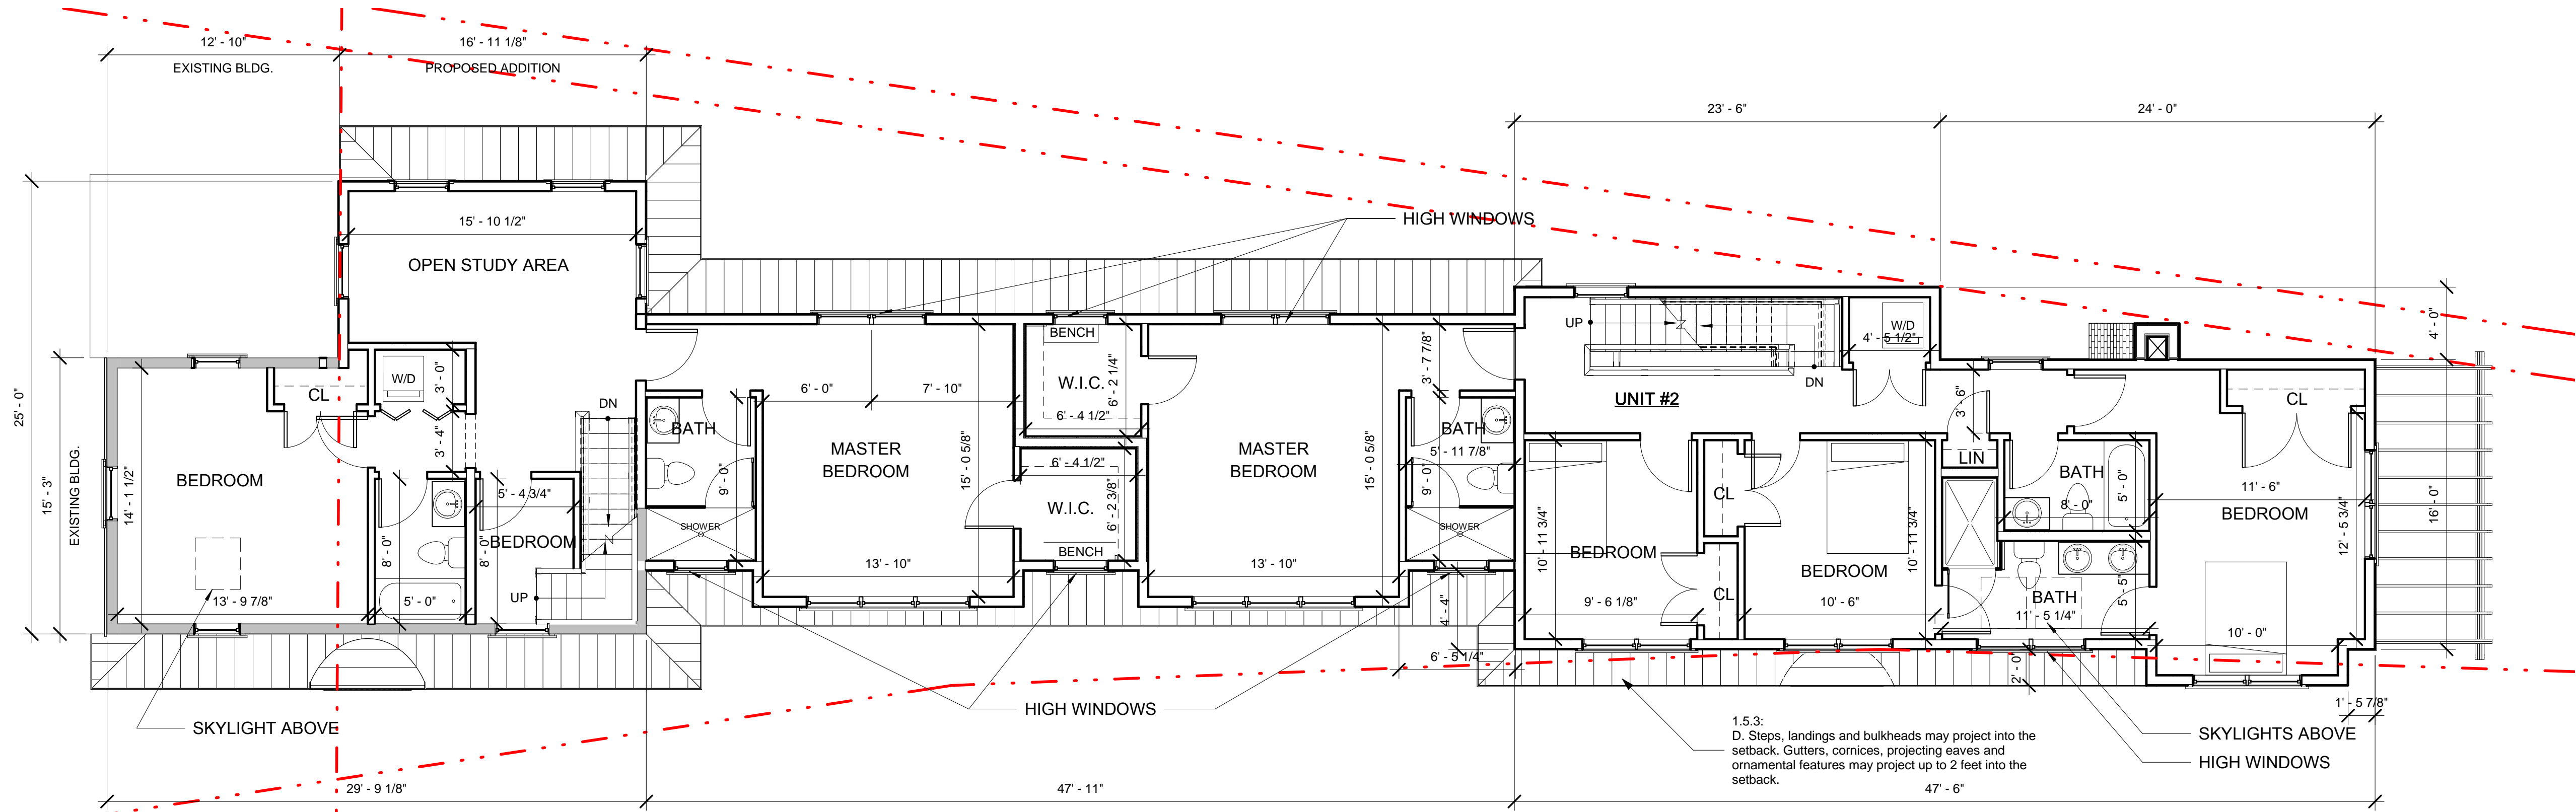 12' - 10"
16' - 11 1/8"
EXISTING BLDG.
PROPOSED ADDITION
23' - 6"
24' - 0"
15' - 10 1/2"
HIGH WINDOWS
OPEN STUDY AREA
25' - 0"
15' - 3"
EXISTING BLDG.
14' - 1 1/2"
BEDROOM
CL
W/D
3' - 0"
3' - 4"
DN
5' - 4 3/4"
BEDROOM
8' - 0"
8' - 0"
13' - 9 7/8"
5' - 0"
UP
BATH
9' - 0"
SHOWER
6' - 0"
7' - 10"
MASTER
BEDROOM
15' - 0 5/8"
13' - 10"
BENCH
W.I.C.
6' - 2 1/4"
6' - 4 1/2"
6' - 4 1/2"
W.I.C.
6' - 2 3/8"
BENCH
MASTER
BEDROOM
15' - 0 5/8"
13' - 10"
3' - 7 7/8"
BATH
5' - 11 7/8"
9' - 0"
SHOWER
4' - 4"
6' - 5 1/4"
UP
DN
W/D
4' - 5 1/2"
UNIT #2
3' - 6"
LIN
CL
CL
BEDROOM
10' - 11 3/4"
9' - 6 1/8"
BEDROOM
10' - 11 3/4"
10' - 6"
BATH
5' - 0"
8' - 0"
BATH
5' - 5"
11' - 5 1/4"
CL
11' - 6"
BEDROOM
12' - 5 3/4"
10' - 0"
4' - 0"
16' - 0"
2' - 0"
1' - 5 7/8"
SKYLIGHT ABOVE
HIGH WINDOWS
1.5.3:
D. Steps, landings and bulkheads may project into the
setback. Gutters, cornices, projecting eaves and
ornamental features may project up to 2 feet into the
setback.
SKYLIGHTS ABOVE
HIGH WINDOWS
29' - 9 1/8"
47' - 11"
47' - 6"